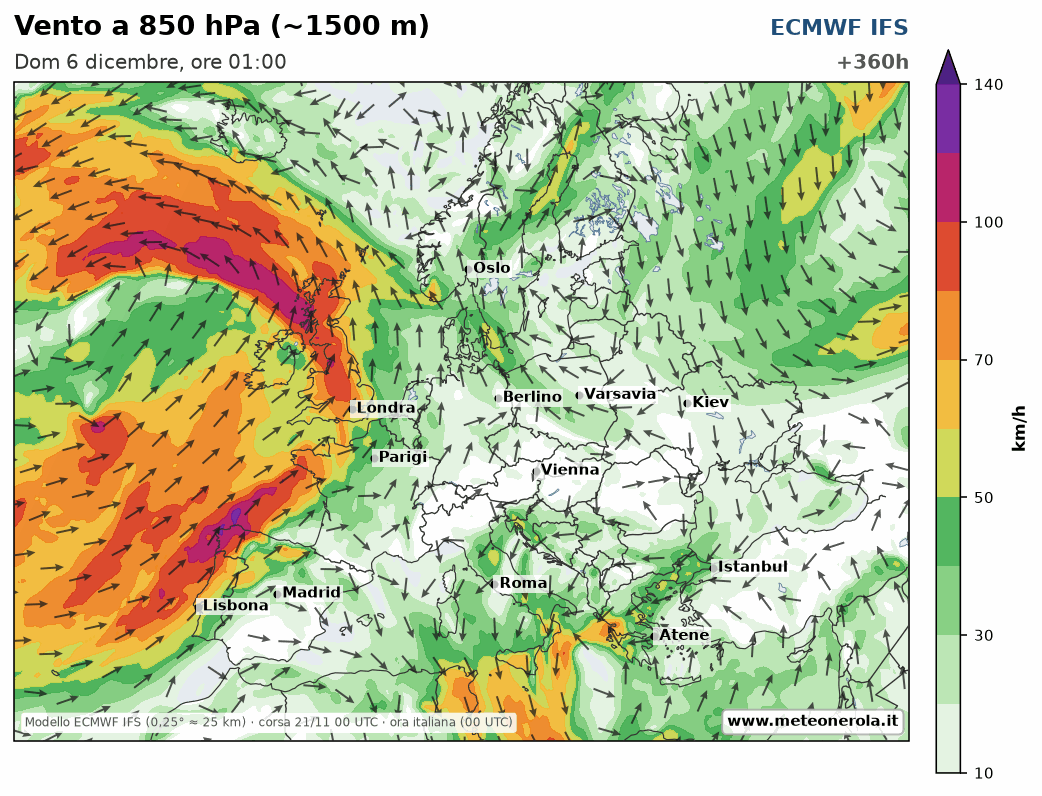 Vento a 850 hPa (~1500 m)
ECMWF IFS
Dom 6 dicembre, ore 01:00
+360h
140
100
70
50
30
10
km/h
Oslo
Londra
Berlino
Varsavia
Kiev
Parigi
Vienna
Istanbul
Roma
Madrid
Lisbona
Atene
Modello ECMWF IFS (0,25° ≈ 25 km) · corsa 21/11 00 UTC · ora italiana (00 UTC)
www.meteonerola.it